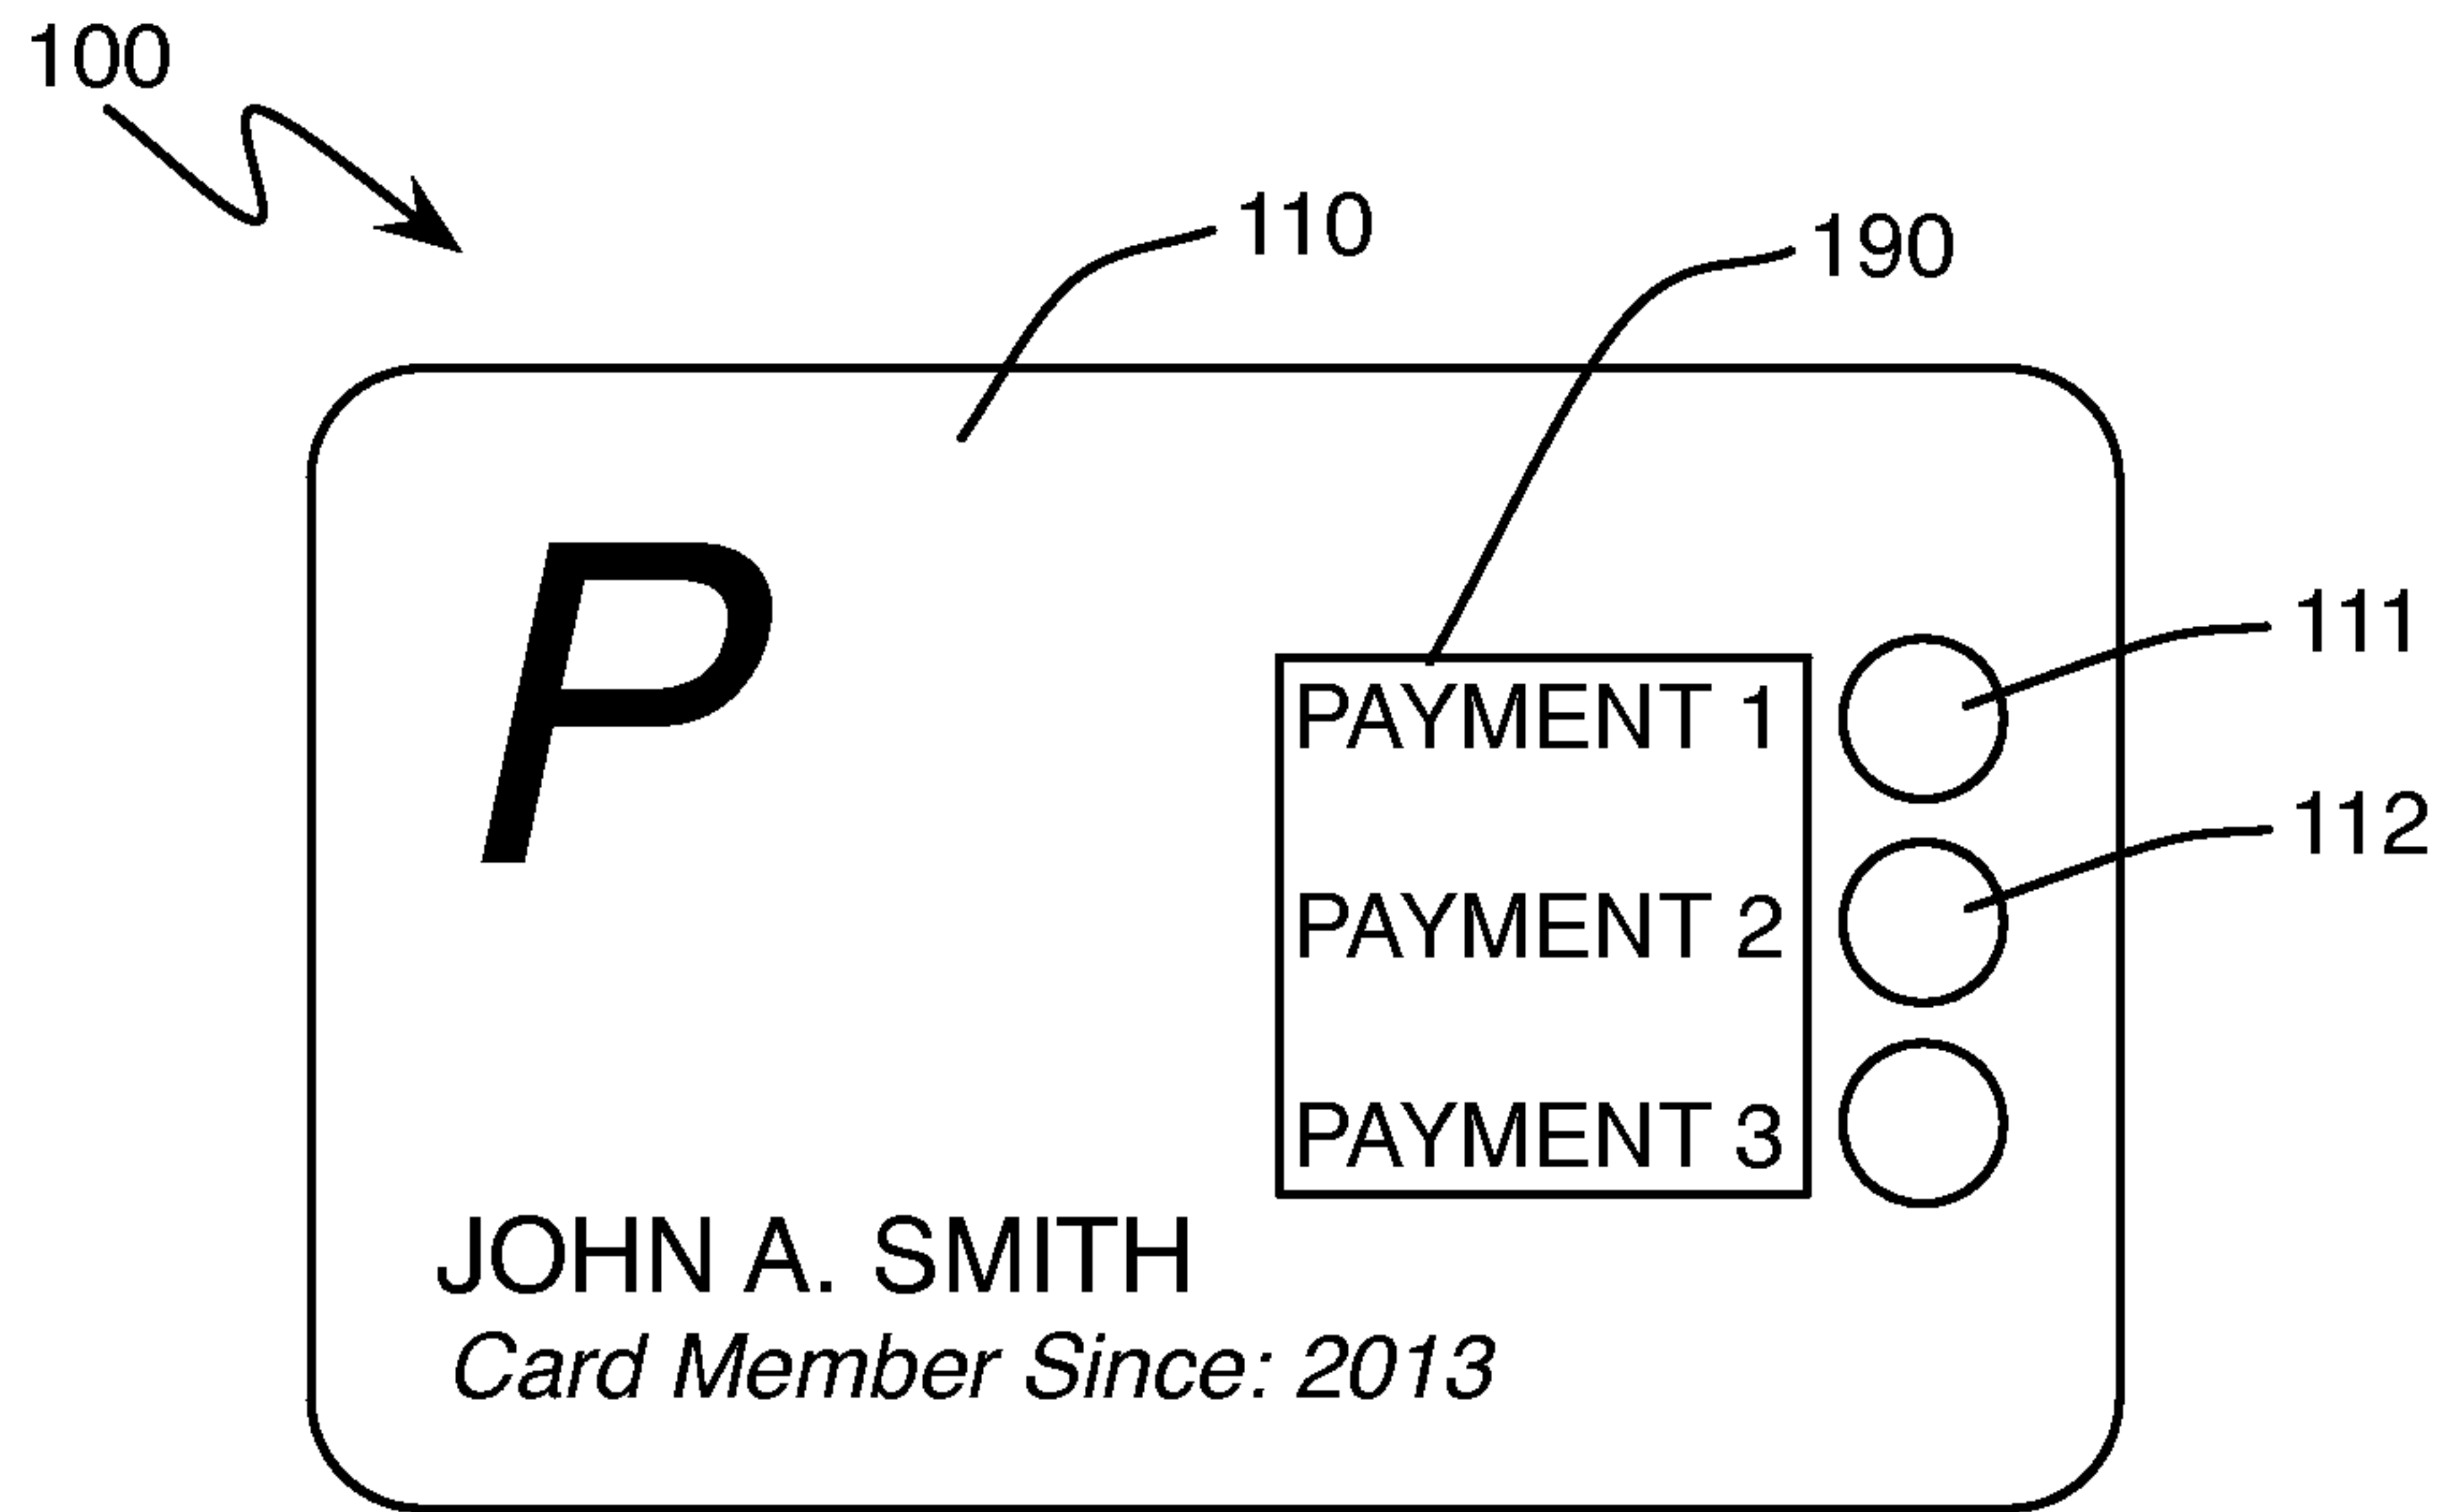 100
110
190
P
PAYMENT 1
111
PAYMENT 2
112
PAYMENT 3
JOHN A. SMITH
Card Member Since: 2013